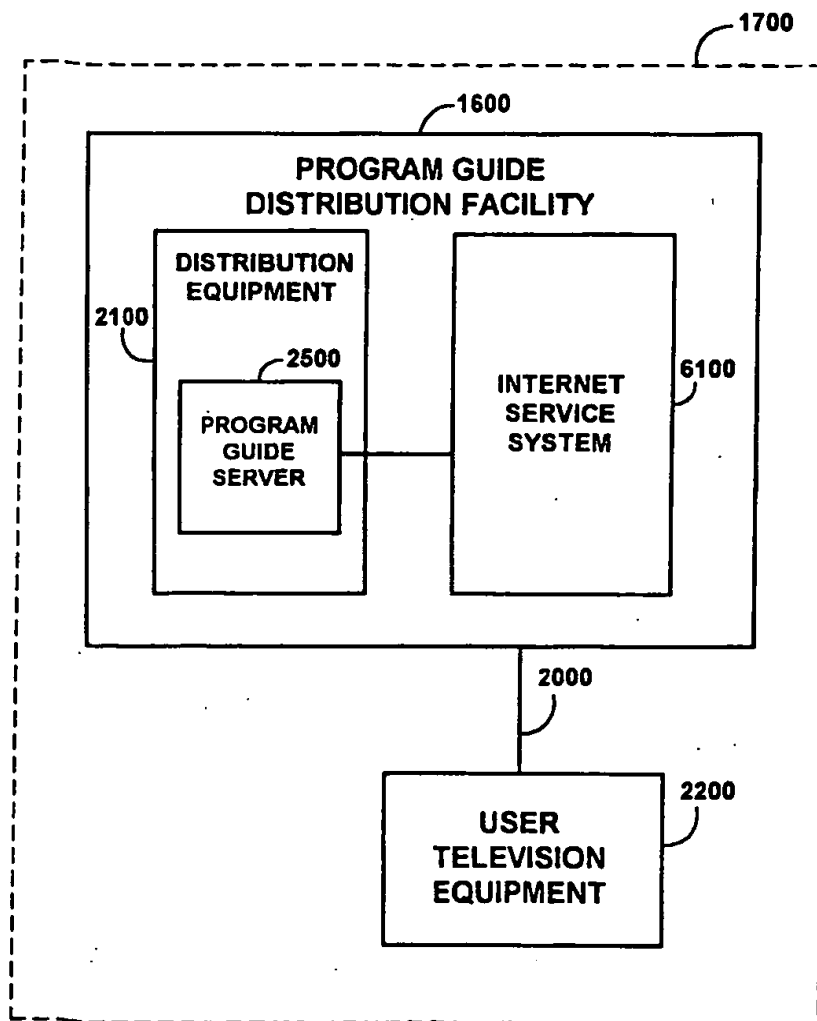 1700
1600
PROGRAM GUIDE
DISTRIBUTION FACILITY
DISTRIBUTION
EQUIPMENT
2100
2500
PROGRAM
GUIDE
SERVER
INTERNET
SERVICE
SYSTEM
6100
2000
2200
USER
TELEVISION
EQUIPMENT